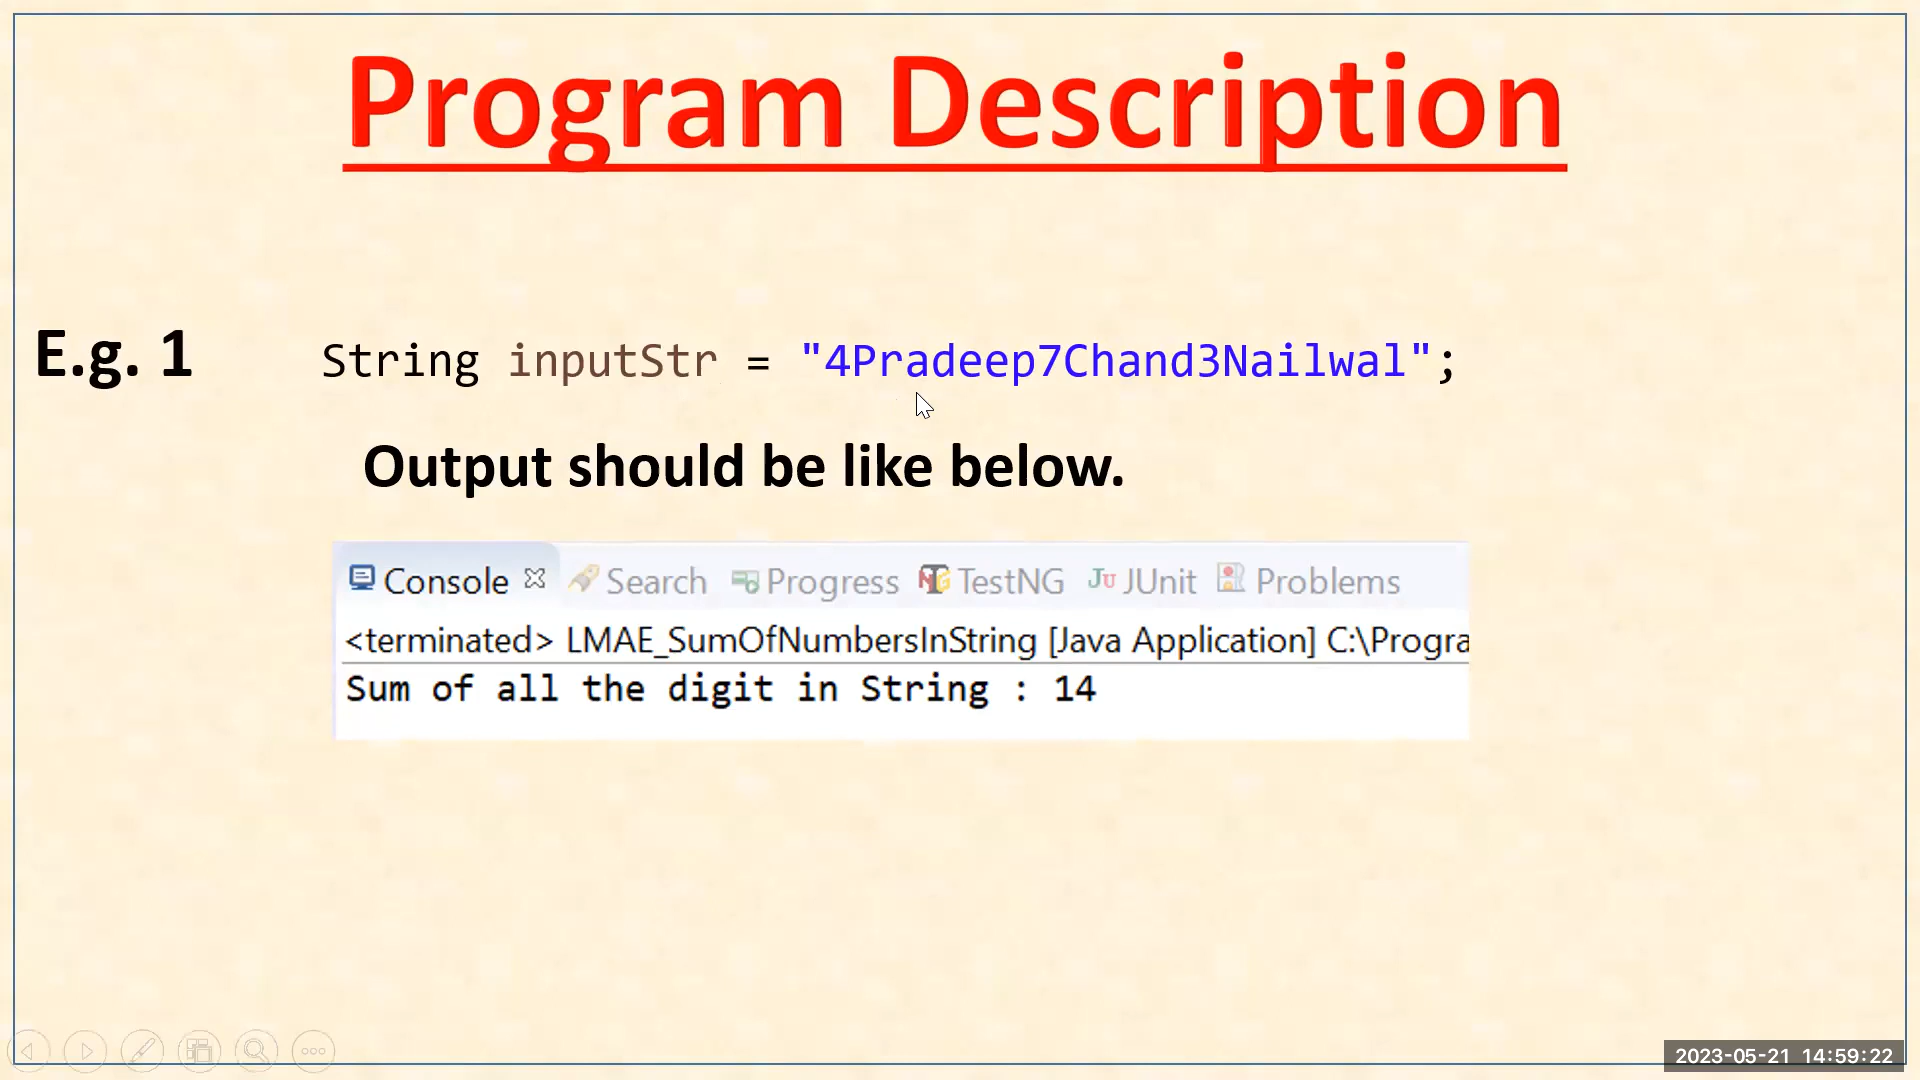 Program Description
E.g. 1 String inputStr = "4Pradeep7Chand3Nailwal";
Output should be like below.
Console Search Progress TestNG JUnit Problems
<terminated> LMAE_SumOfNumbersInString [Java Application] C:\Progra
Sum of all the digit in String : 14
2023-05-21 14:59:22